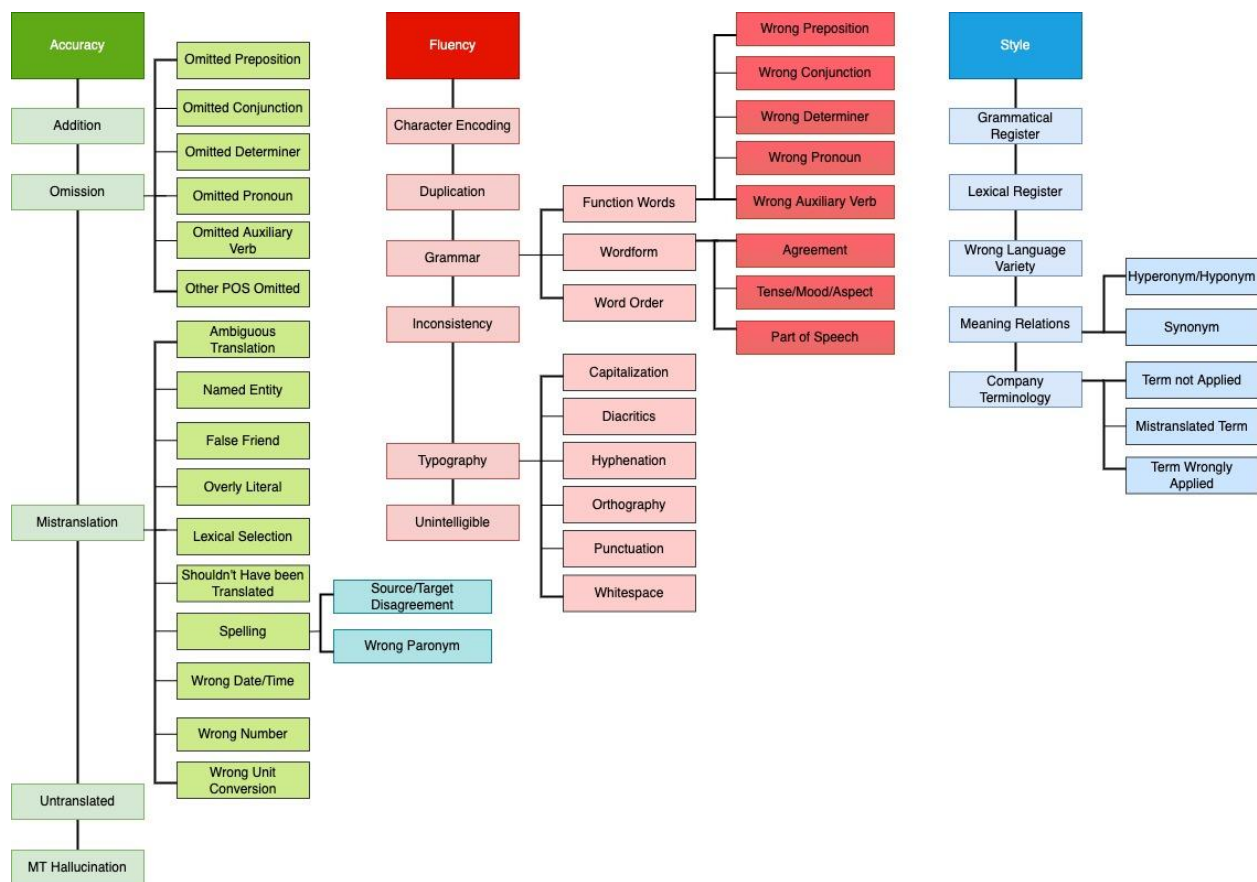 Accuracy
Addition
Omission
Omitted Preposition
Omitted Conjunction
Omitted Determiner
Omitted Pronoun
Omitted Auxiliary
Verb
Other POS Omitted
Mistranslation
Ambiguous
Translation
Named Entity
False Friend
Overly Literal
Lexical Selection
Shouldn't Have been
Translated
Spelling
Source/Target
Disagreement
Wrong Paronym
Wrong Date/Time
Wrong Number
Wrong Unit
Conversion
Untranslated
MT Hallucination
Fluency
Character Encoding
Duplication
Grammar
Function Words
Wrong Preposition
Wrong Conjunction
Wrong Determiner
Wrong Pronoun
Wrong Auxiliary Verb
Wordform
Agreement
Tense/Mood/Aspect
Part of Speech
Word Order
Inconsistency
Typography
Capitalization
Diacritics
Hyphenation
Orthography
Punctuation
Whitespace
Unintelligible
Style
Grammatical
Register
Lexical Register
Wrong Language
Variety
Meaning Relations
Hyperonym/Hyponym
Synonym
Company
Terminology
Term not Applied
Mistranslated Term
Term Wrongly
Applied